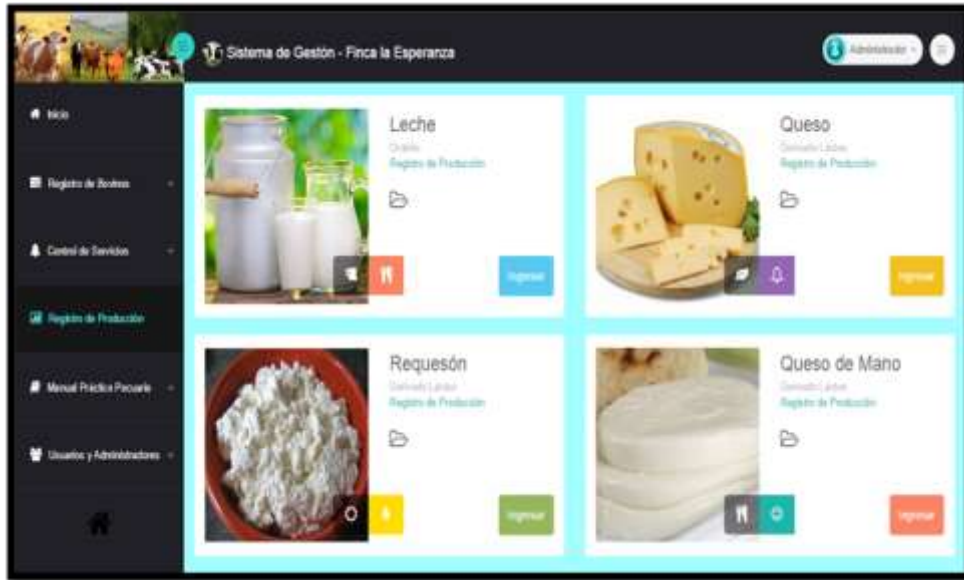 Sistema de Gestón - Finca la Esperanza
Administrador
Inicio
Registro de Bovinos
Control de Servicios
Registro de Producción
Manual Práctico Pecuario
Usuarios y Administradores
Leche
Registro de Producción
Ingresar
Queso
Derivado Lácteo
Registro de Producción
Ingresar
Requesón
Derivado Lácteo
Registro de Producción
Ingresar
Queso de Mano
Derivado Lácteo
Registro de Producción
Ingresar